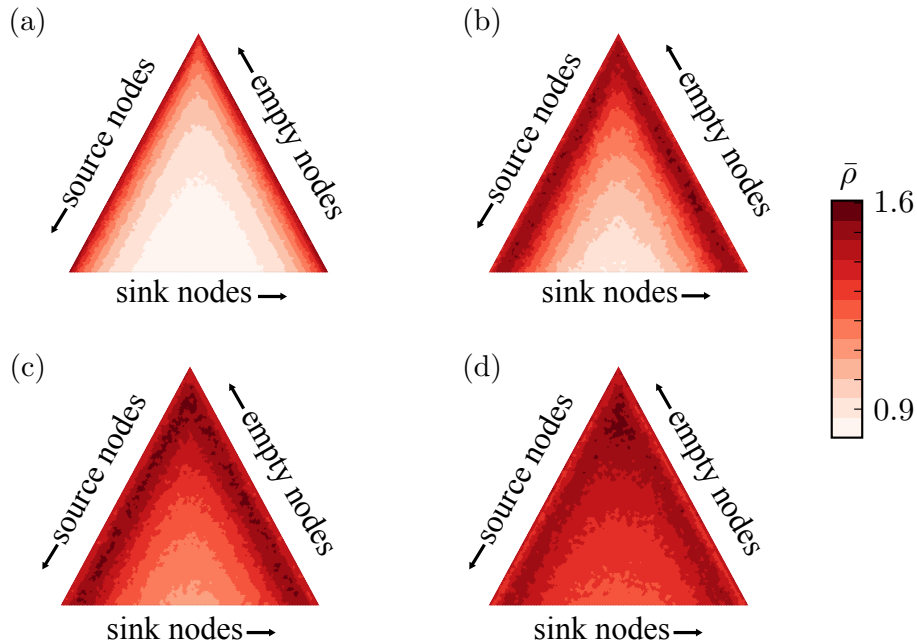 (a)
source nodes
empty nodes
sink nodes
(b)
source nodes
empty nodes
sink nodes
ρ̄
1.6
0.9
(c)
source nodes
empty nodes
sink nodes
(d)
source nodes
empty nodes
sink nodes